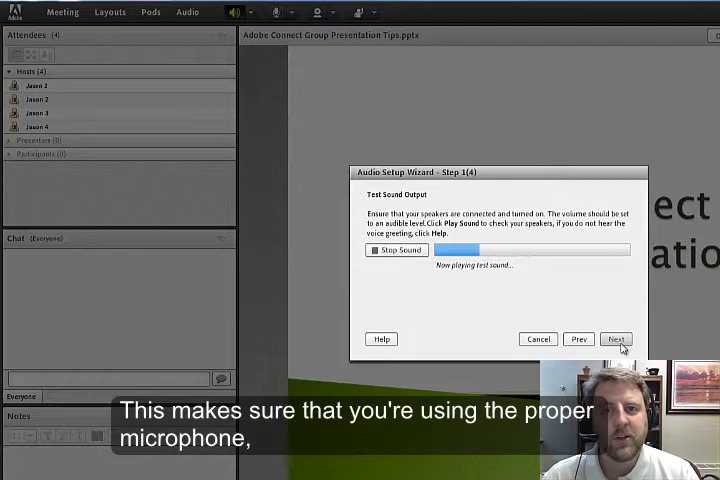 Adobe
Meeting Layouts Pods Audio
Attendees (4)
Adobe Connect Group Presentation Tips.pptx
Hosts (4)
Jason 1
Jason 2
Jason 3
Jason 4
Presenters (0)
Participants (0)
Audio Setup Wizard - Step 1(4)
Test Sound Output
Ensure that your speakers are connected and turned on. The volume should be set
to an audible level.Click Play Sound to check your speakers, if you do not hear the
voice greeting, click Help.
Stop Sound
Now playing test sound...
Help Cancel Prev Next
ect
atio
Chat (Everyone)
Everyone
Notes
This makes sure that you're using the proper
microphone,